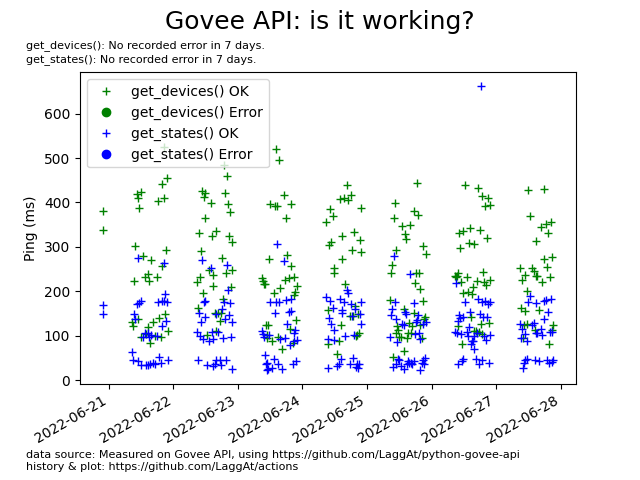 Govee API: is it working?
get_devices(): No recorded error in 7 days.
get_states(): No recorded error in 7 days.
get_devices() OK
get_devices() Error
get_states() OK
get_states() Error
Ping (ms)
600
500
400
300
200
100
0
2022-06-21
2022-06-22
2022-06-23
2022-06-24
2022-06-25
2022-06-26
2022-06-27
2022-06-28
data source: Measured on Govee API, using https://github.com/LaggAt/python-govee-api
history & plot: https://github.com/LaggAt/actions